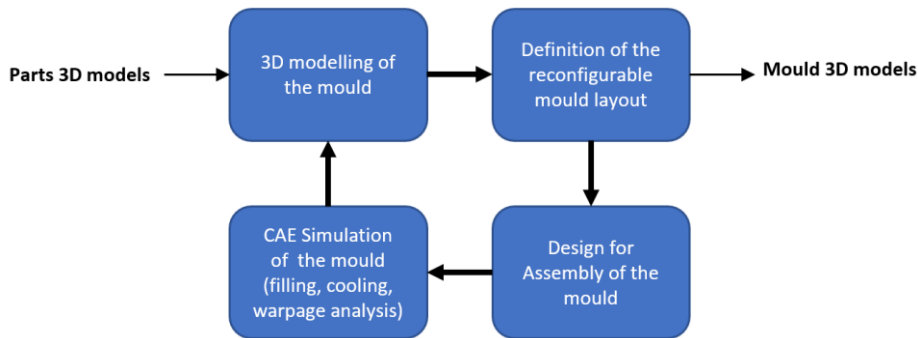 Parts 3D models
3D modelling of
the mould
Definition of the
reconfigurable
mould layout
Mould 3D models
CAE Simulation
of the mould
(filling, cooling,
warpage analysis)
Design for
Assembly of the
mould